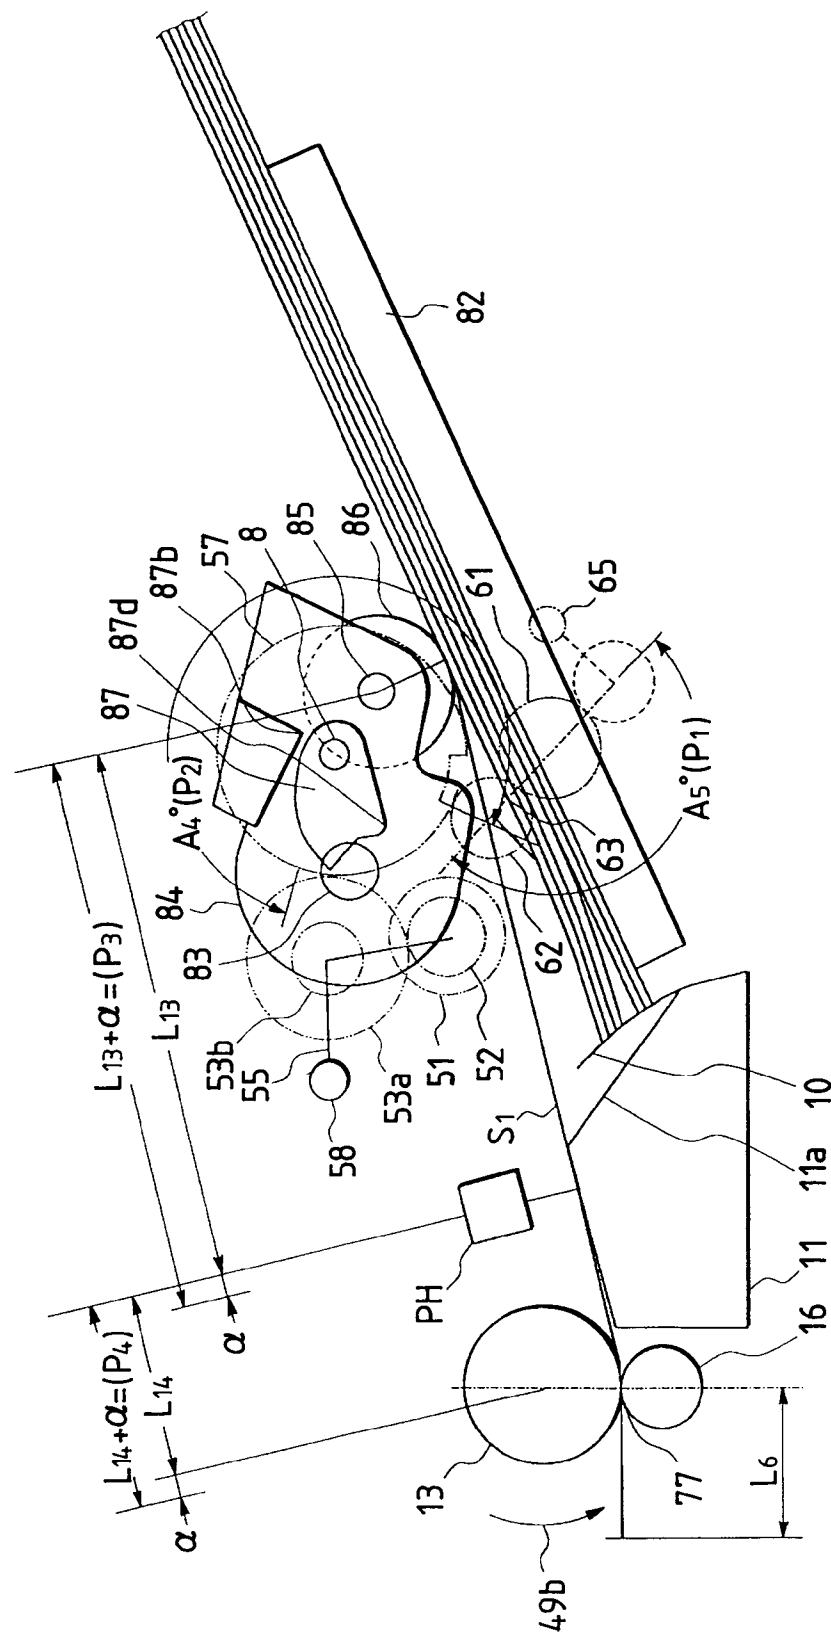 L13+α=(P3)
L13
L14+α=(P4)
L14
α
α
A4°(P2)
A5°(P1)
87
87d
87b
57
8
85
86
84
83
53b
55
58
53a
51
52
62
63
61
65
82
S1
PH
10
11a
11
16
13
77
L6
49b